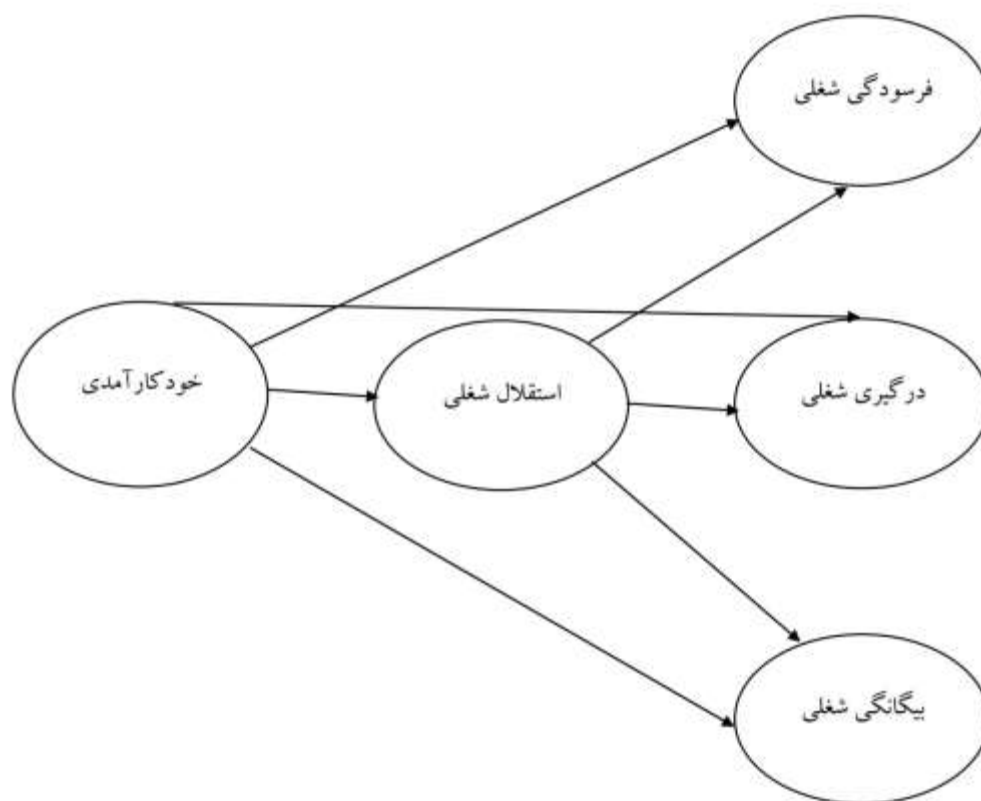 فرسودگی شغلی
خودکارآمدی
استقلال شغلی
درگیری شغلی
بیگانگی شغلی